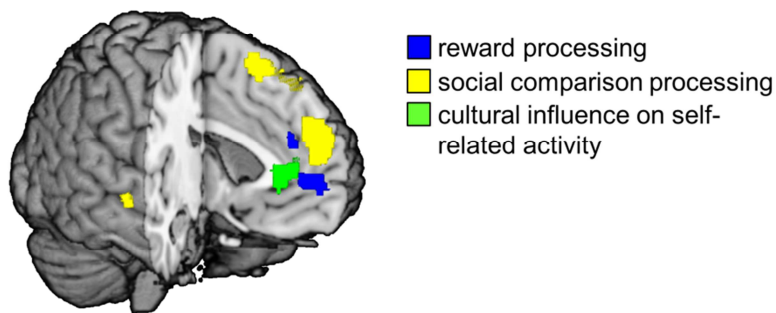 reward processing
social comparison processing
cultural influence on self-
related activity